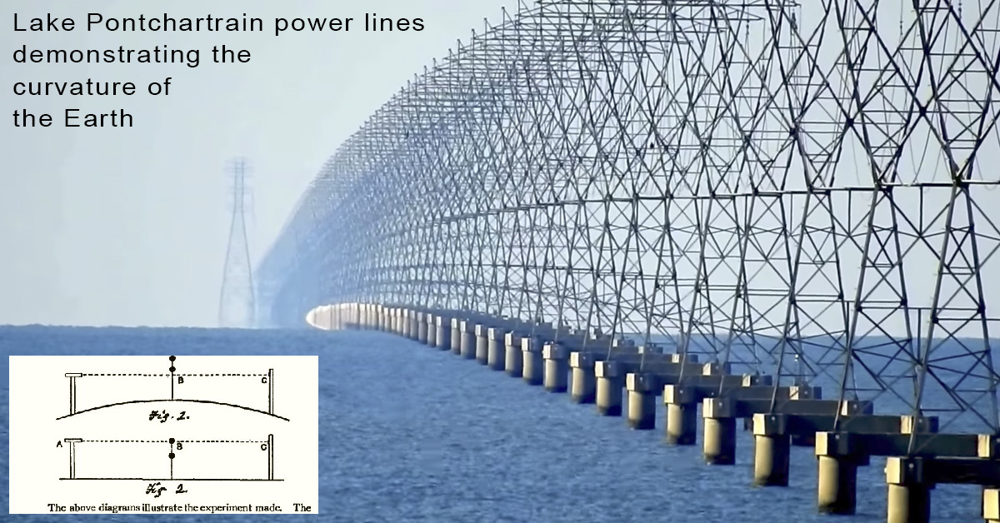 Lake Pontchartrain power lines
demonstrating the
curvature of
the Earth
B
C
Fig. 2.
A
B
C
Fig 2.
The above diagrams illustrate the experiment made. The